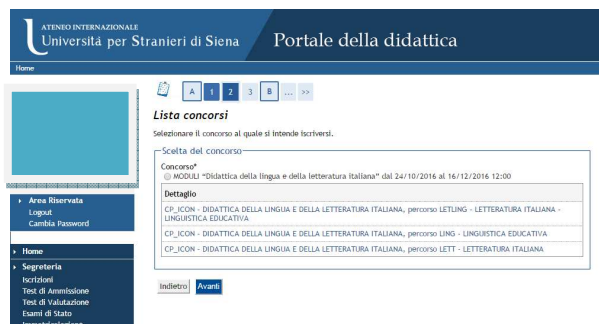 ATENEO INTERNAZIONALE
Università per Stranieri di Siena
Portale della didattica
Home
A 1 2 3 B ... >>
Lista concorsi
Selezionare il concorso al quale si intende iscriversi.
Scelta del concorso
Concorso*
MODULI "Didattica della lingua e della letteratura italiana" dal 24/10/2016 al 16/12/2016 12:00
Dettaglio
CP_ICON - DIDATTICA DELLA LINGUA E DELLA LETTERATURA ITALIANA, percorso LETLING - LETTERATURA ITALIANA -
LINGUISTICA EDUCATIVA
CP_ICON - DIDATTICA DELLA LINGUA E DELLA LETTERATURA ITALIANA, percorso LING - LINGUISTICA EDUCATIVA
CP_ICON - DIDATTICA DELLA LINGUA E DELLA LETTERATURA ITALIANA, percorso LETT - LETTERATURA ITALIANA
Indietro Avanti
Area Riservata
Logout
Cambia Password
Home
Segreteria
Iscrizioni
Test di Ammissione
Test di Valutazione
Esami di Stato